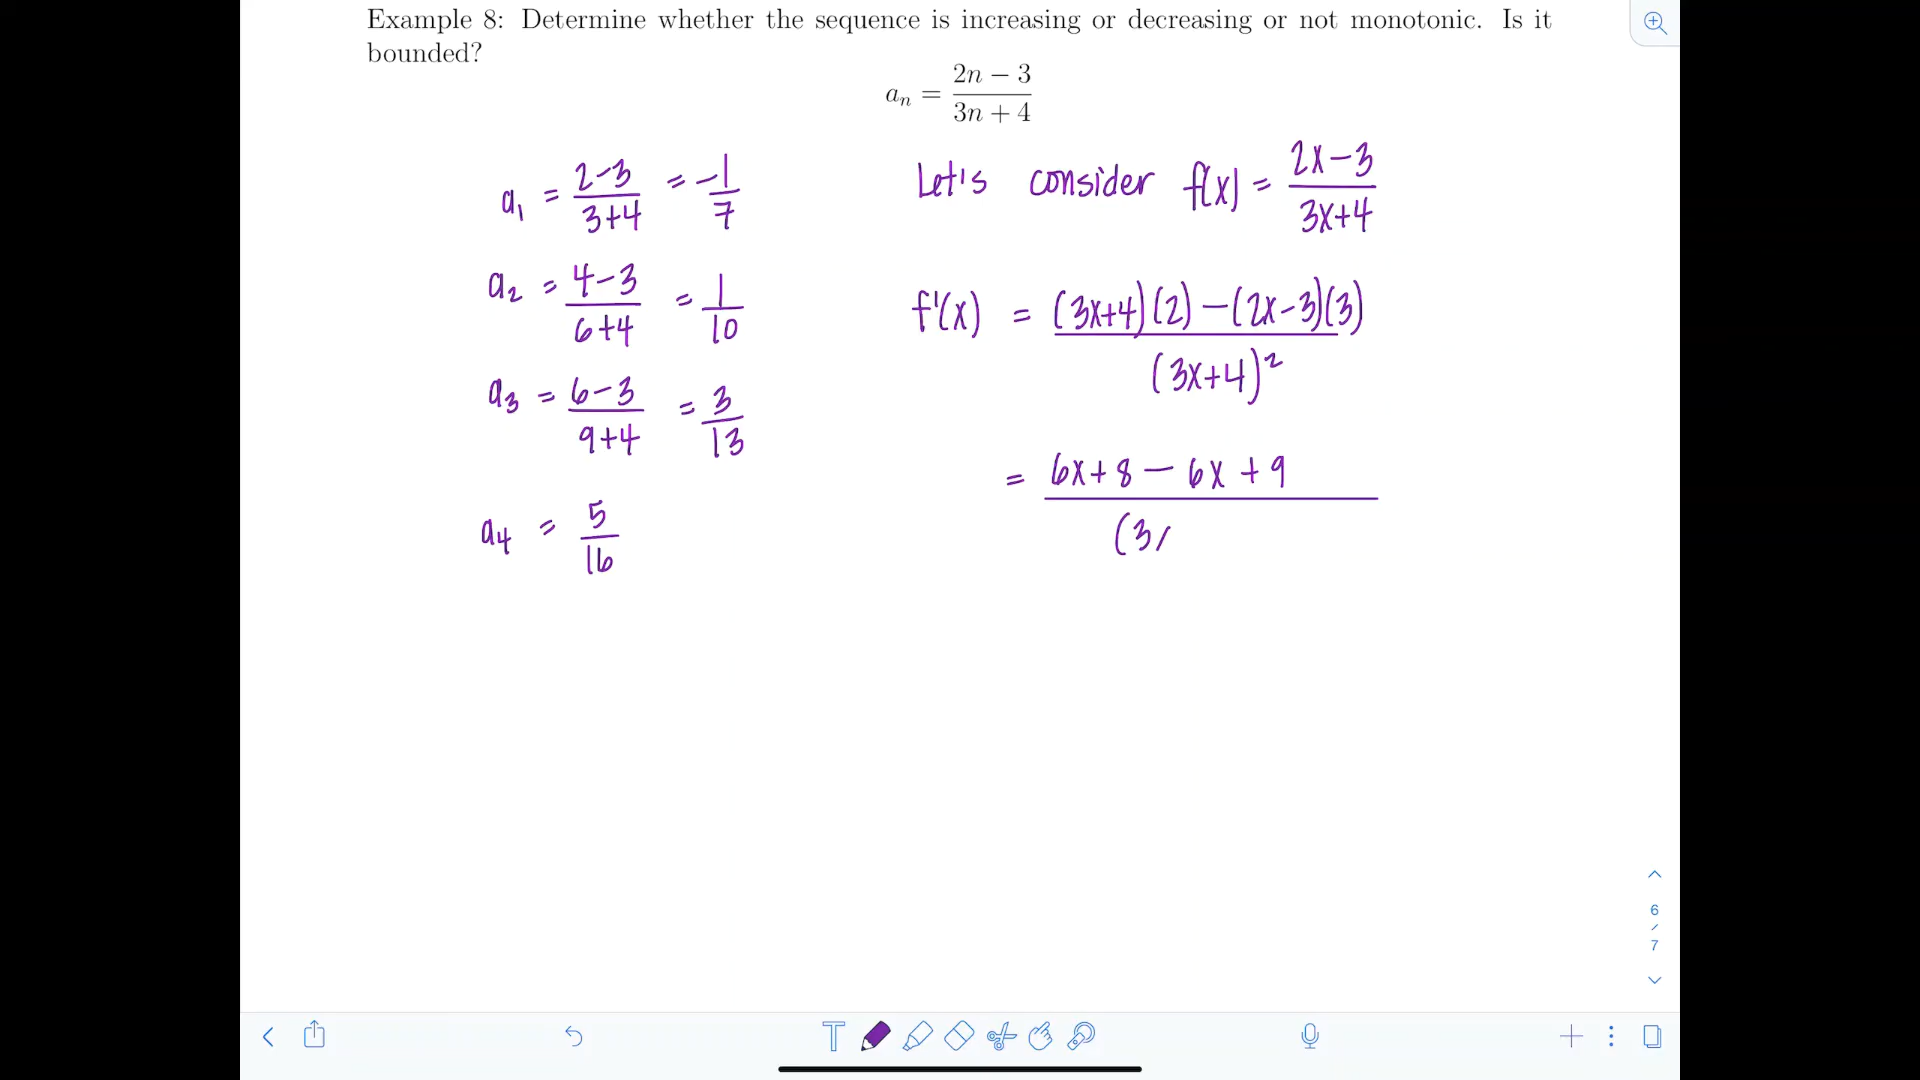 Example 8: Determine whether the sequence is increasing or decreasing or not monotonic. Is it
bounded?
aₙ = (2n − 3)/(3n + 4)
a₁ = (2−3)/(3+4) = −1/7
a₂ = (4−3)/(6+4) = 1/10
a₃ = (6−3)/(9+4) = 3/13
a₄ = 5/16
Let's consider f(x) = (2x−3)/(3x+4)
f'(x) = ((3x+4)(2) − (2x−3)(3))/(3x+4)²
= (6x+8 − 6x + 9)/(3
6
/
7
T